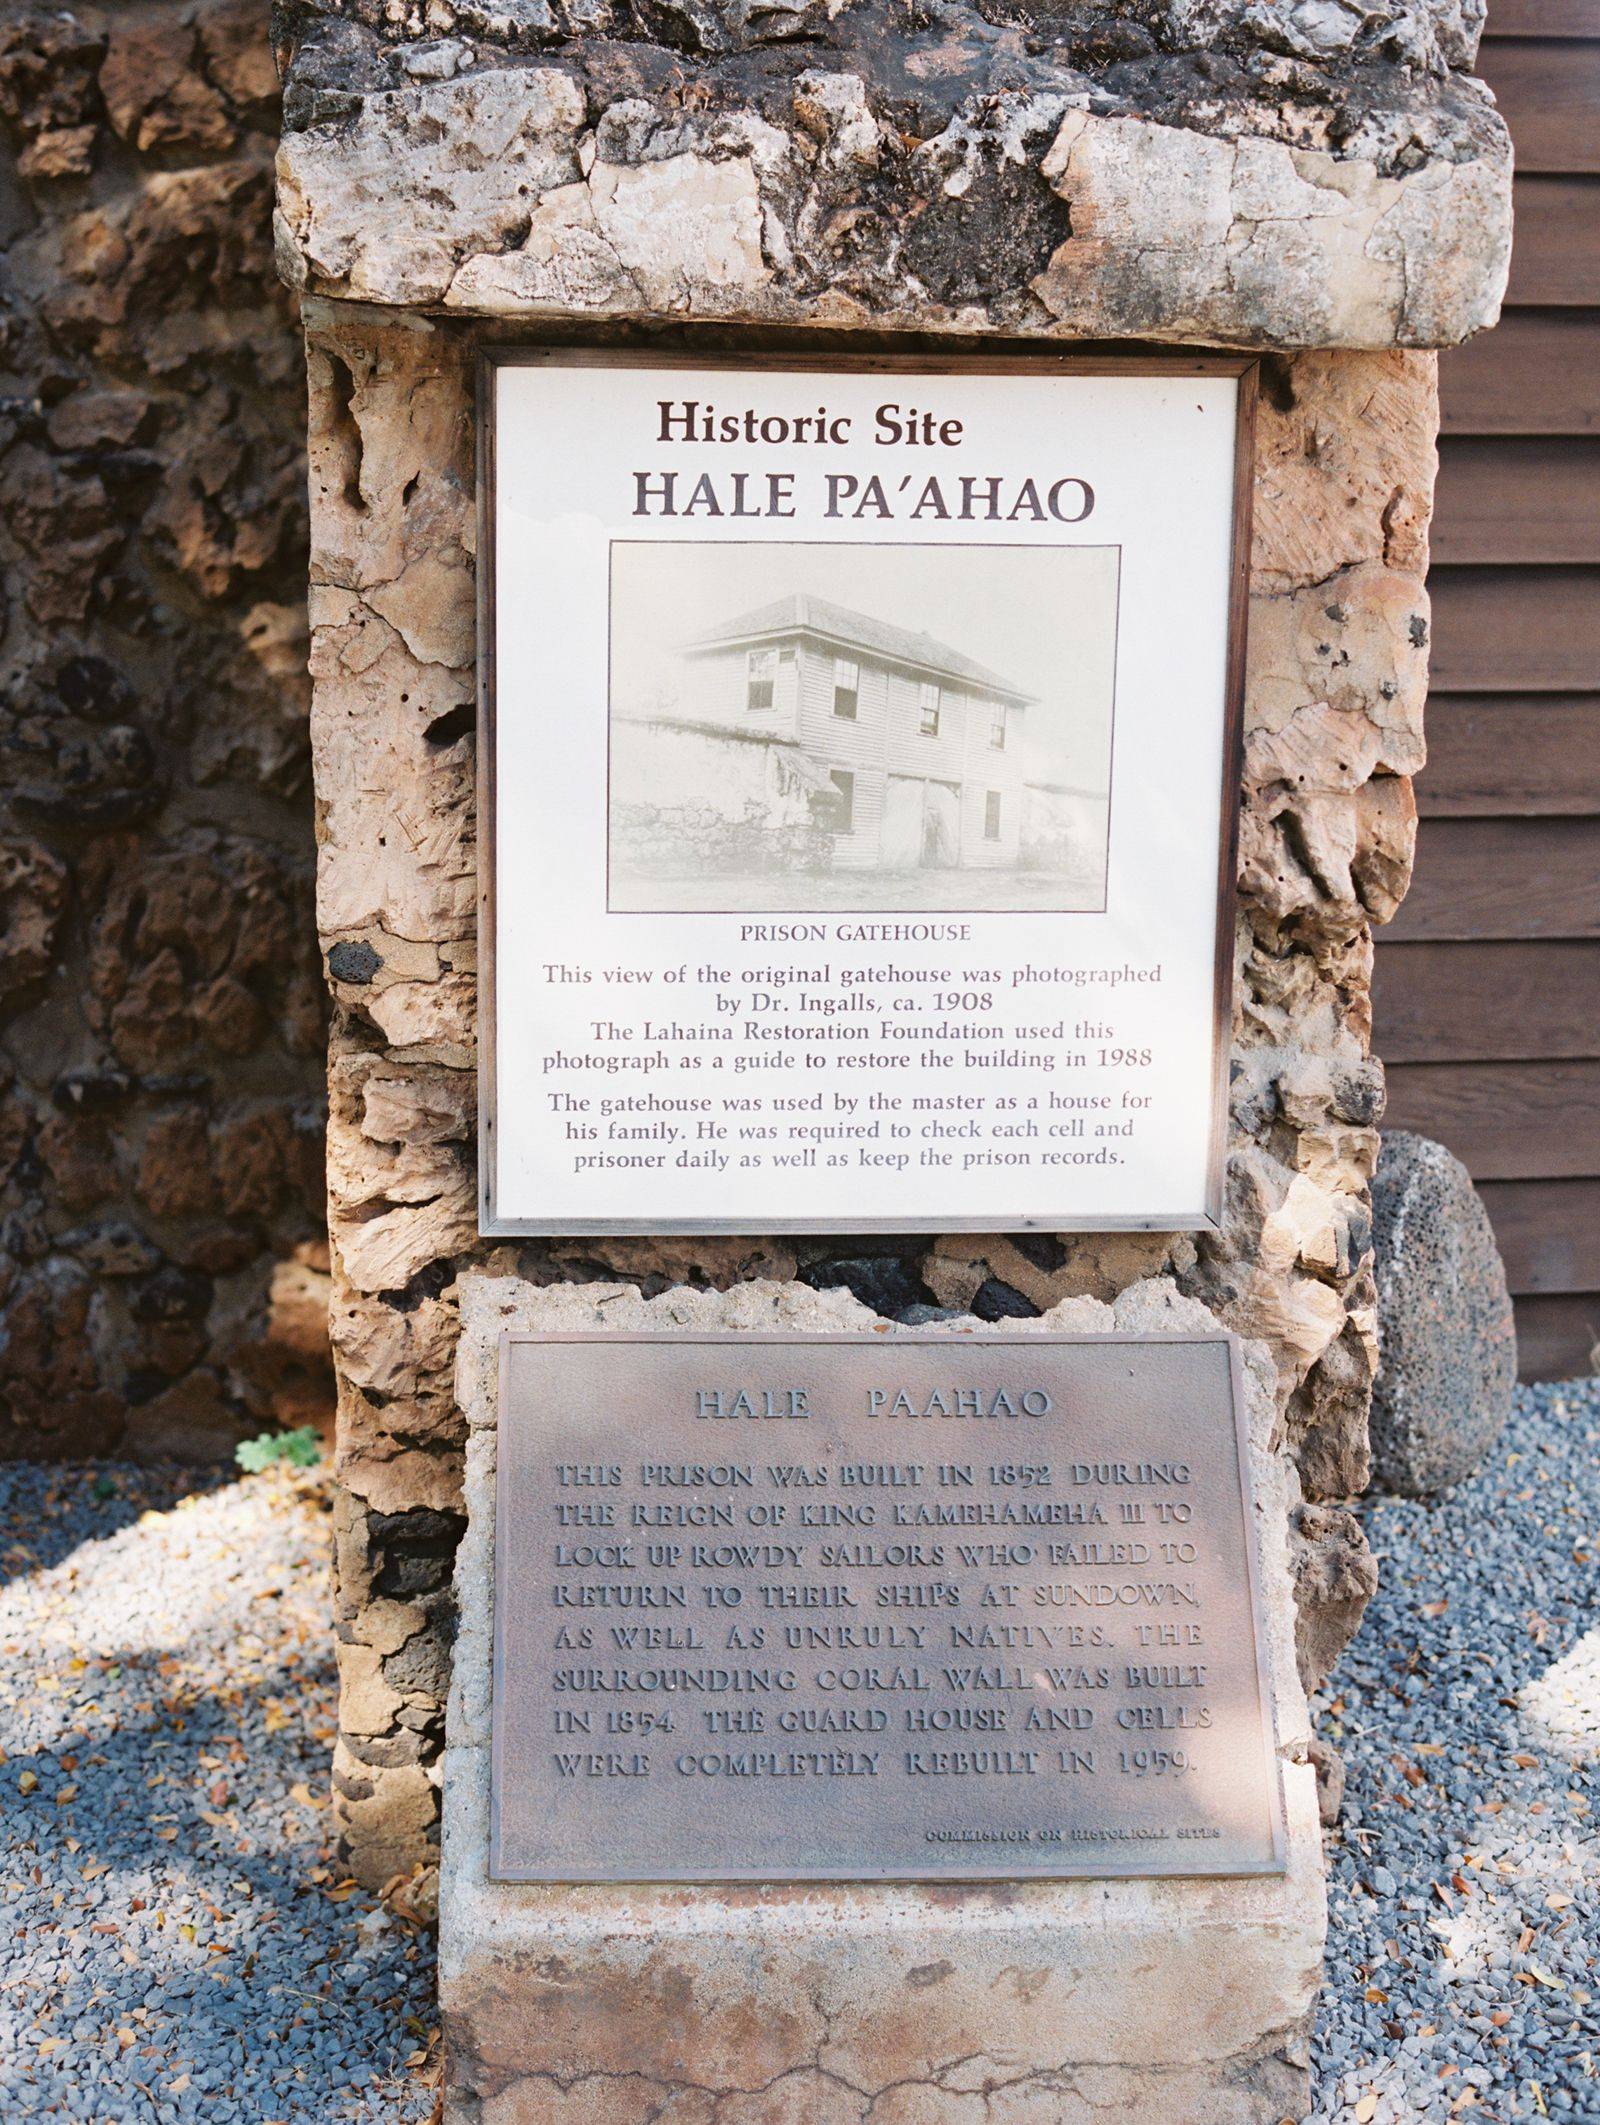 Historic Site
HALE PA'AHAO
PRISON GATEHOUSE
This view of the original gatehouse was photographed
by Dr. Ingalls, ca. 1908
The Lahaina Restoration Foundation used this
photograph as a guide to restore the building in 1988
The gatehouse was used by the master as a house for
his family. He was required to check each cell and
prisoner daily as well as keep the prison records.
HALE PAAHAO
THIS PRISON WAS BUILT IN 1852 DURING
THE REIGN OF KING KAMEHAMEHA III TO
LOCK UP ROWDY SAILORS WHO FAILED TO
RETURN TO THEIR SHIPS AT SUNDOWN,
AS WELL AS UNRULY NATIVES. THE
SURROUNDING CORAL WALL WAS BUILT
IN 1854 THE GUARD HOUSE AND CELLS
WERE COMPLETELY REBUILT IN 1959.
COMMISSION ON HISTORICAL SITES